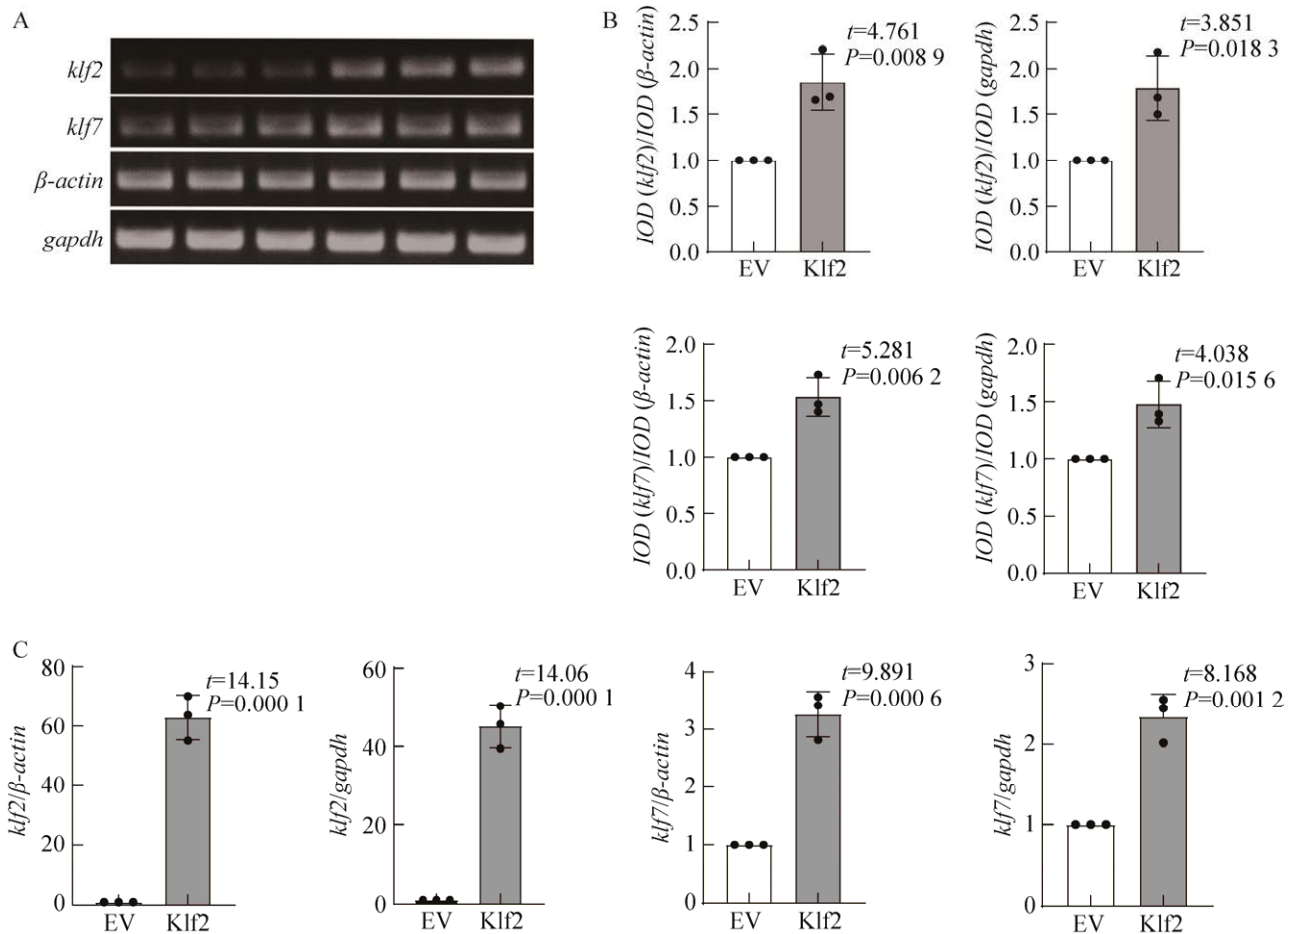 A
klf2
klf7
β-actin
gapdh
B
IOD (klf2)/IOD (β-actin)
2.5
2.0
1.5
1.0
0.5
0.0
t=4.761
P=0.008 9
EV
Klf2
IOD (klf2)/IOD (gapdh)
2.5
2.0
1.5
1.0
0.5
0.0
t=3.851
P=0.018 3
EV
Klf2
IOD (klf7)/IOD (β-actin)
2.0
1.5
1.0
0.5
0.0
t=5.281
P=0.006 2
EV
Klf2
IOD (klf7)/IOD (gapdh)
2.0
1.5
1.0
0.5
0.0
t=4.038
P=0.015 6
EV
Klf2
C
klf2/β-actin
80
60
40
20
0
t=14.15
P=0.000 1
EV
Klf2
klf2/gapdh
60
40
20
0
t=14.06
P=0.000 1
EV
Klf2
klf7/β-actin
4
3
2
1
0
t=9.891
P=0.000 6
EV
Klf2
klf7/gapdh
3
2
1
0
t=8.168
P=0.001 2
EV
Klf2